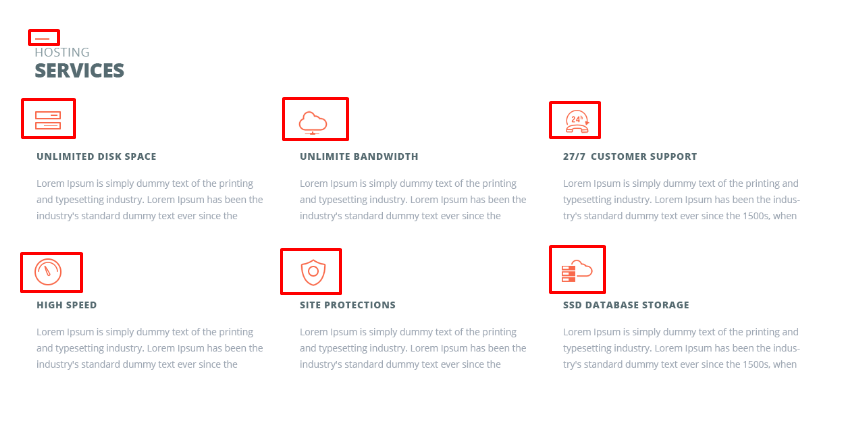 HOSTING
SERVICES
24h
UNLIMITED DISK SPACE
Lorem Ipsum is simply dummy text of the printing
and typesetting industry. Lorem Ipsum has been the
industry's standard dummy text ever since the
UNLIMITE BANDWIDTH
Lorem Ipsum is simply dummy text of the printing
and typesetting industry. Lorem Ipsum has been the
industry's standard dummy text ever since the
27/7 CUSTOMER SUPPORT
Lorem Ipsum is simply dummy text of the printing and
typesetting industry. Lorem Ipsum has been the indus-
try's standard dummy text ever since the 1500s, when
HIGH SPEED
Lorem Ipsum is simply dummy text of the printing
and typesetting industry. Lorem Ipsum has been the
industry's standard dummy text ever since the
SITE PROTECTIONS
Lorem Ipsum is simply dummy text of the printing
and typesetting industry. Lorem Ipsum has been the
industry's standard dummy text ever since the
SSD DATABASE STORAGE
Lorem Ipsum is simply dummy text of the printing and
typesetting industry. Lorem Ipsum has been the indus-
try's standard dummy text ever since the 1500s, when